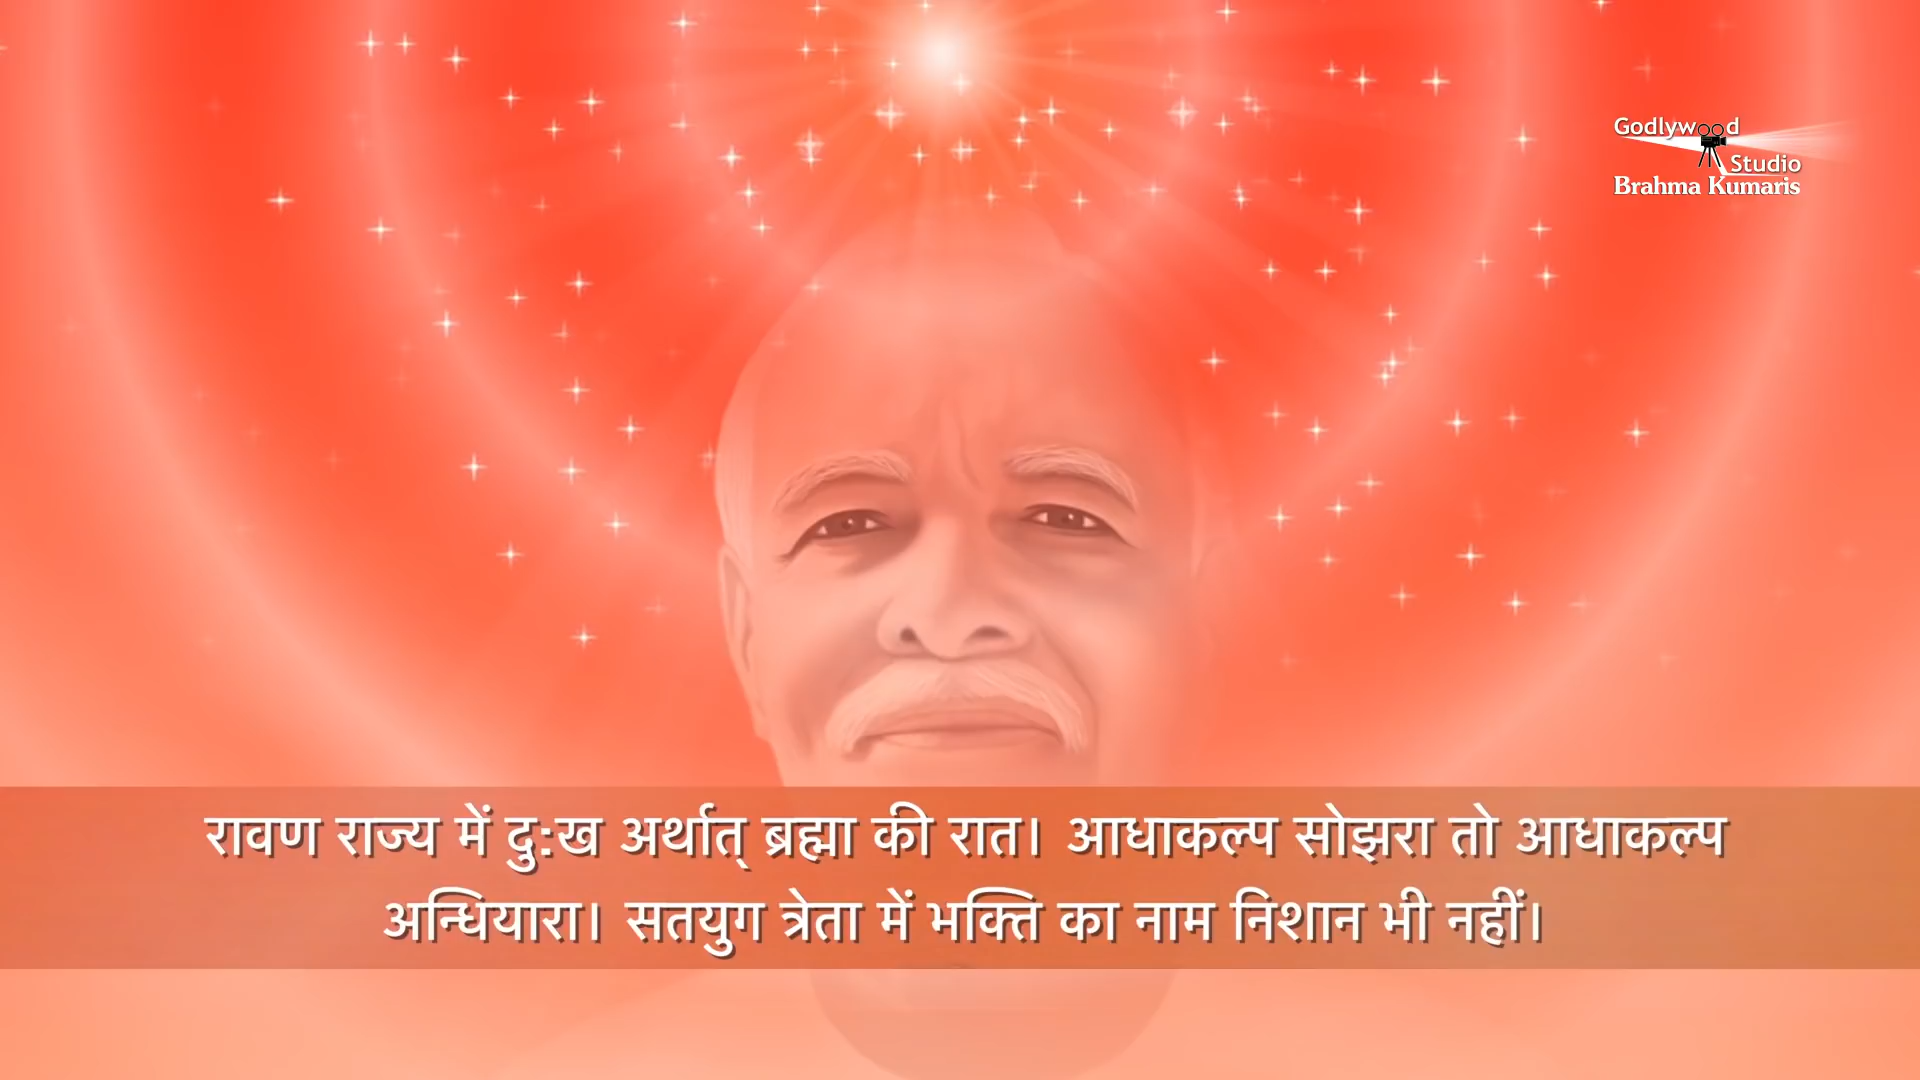 Godlywood
Studio
Brahma Kumaris
रावण राज्य में दु:ख अर्थात् ब्रह्मा की रात। आधाकल्प सोझरा तो आधाकल्प
अन्धियारा। सतयुग त्रेता में भक्ति का नाम निशान भी नहीं।